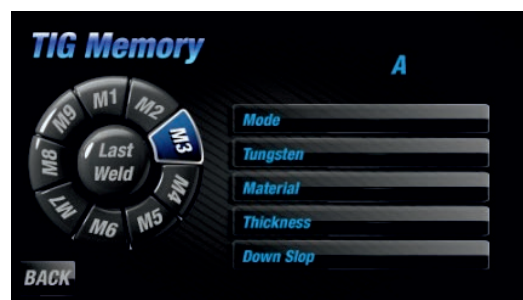 TIG Memory
A
M1
M2
M3
M4
M5
M6
M7
M8
M9
Last
Weld
Mode
Tungsten
Material
Thickness
Down Slop
BACK